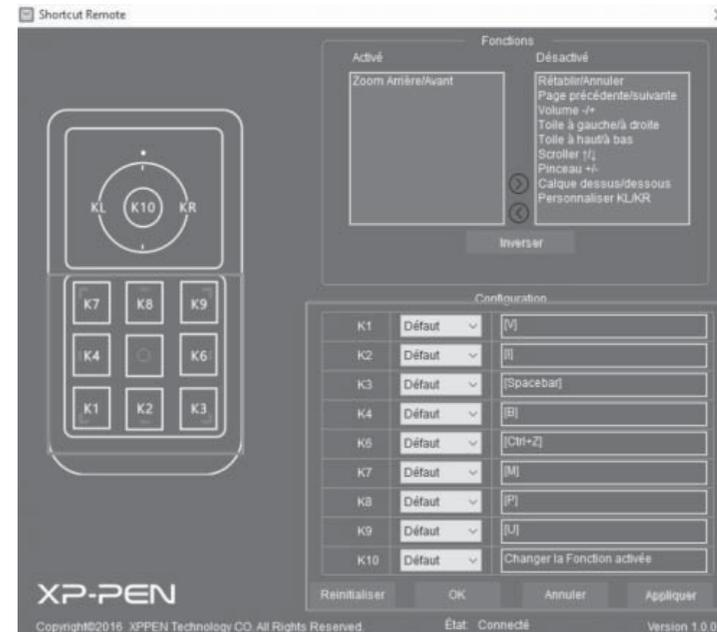 Shortcut Remote
Fonctions
Activé
Désactivé
Zoom Arrière/Avant
Rétablir/Annuler
Page précédente/suivante
Volume -/+
Toile à gauche/à droite
Toile à haut/à bas
Scroller ↑/↓
Pinceau +/-
Calque dessus/dessous
Personnaliser KL/KR
Inverser
KL
K10
KR
K7
K8
K9
K4
K6
K1
K2
K3
Configuration
K1 Défaut [V]
K2 Défaut [I]
K3 Défaut [Spacebar]
K4 Défaut [B]
K6 Défaut [Ctrl+Z]
K7 Défaut [M]
K8 Défaut [P]
K9 Défaut [U]
K10 Défaut Changer la Fonction activée
Reinitialiser
OK
Annuler
Appliquer
XP-PEN
Copyright©2016 XPPEN Technology CO. All Rights Reserved.
État: Connecté
Version 1.0.0